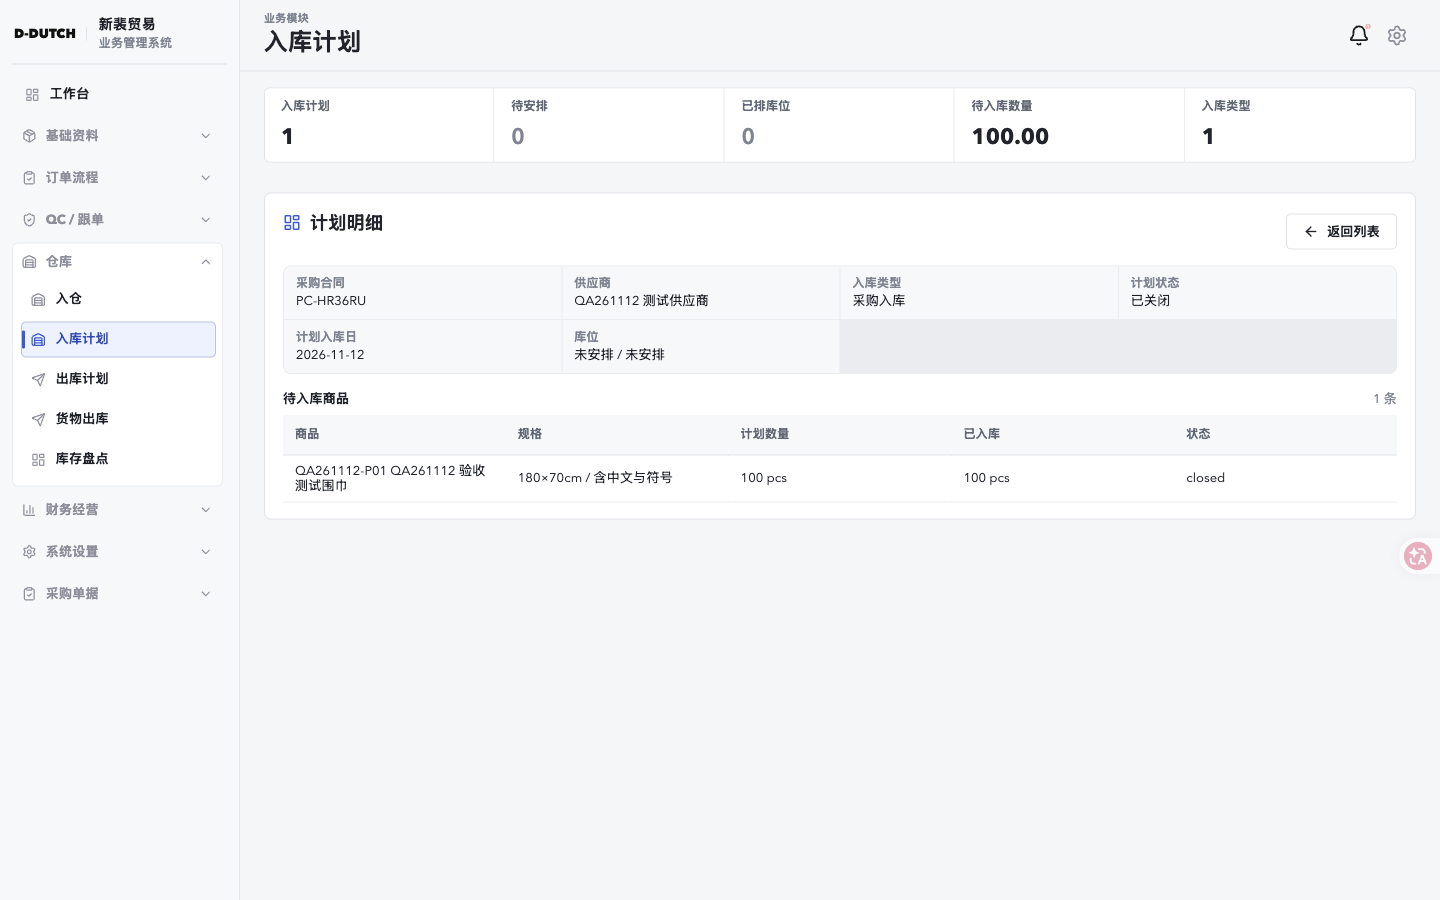 D-DUTCH
新裴贸易
业务管理系统
工作台
基础资料
订单流程
QC / 跟单
仓库
入仓
入库计划
出库计划
货物出库
库存盘点
财务经营
系统设置
采购单据
业务模块
入库计划
入库计划
1
待安排
0
已排库位
0
待入库数量
100.00
入库类型
1
计划明细
返回列表
采购合同
PC-HR36RU
供应商
QA261112 测试供应商
入库类型
采购入库
计划状态
已关闭
计划入库日
2026-11-12
库位
未安排 / 未安排
待入库商品
1 条
商品 规格 计划数量 已入库 状态
QA261112-P01 QA261112 验收
测试围巾
180×70cm / 含中文与符号
100 pcs
100 pcs
closed